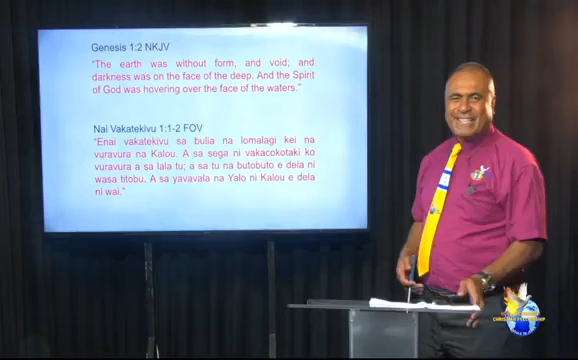 Genesis 1:2 NKJV
“The earth was without form, and void; and
darkness was on the face of the deep. And the Spirit
of God was hovering over the face of the waters.”
Nai Vakatekivu 1:1-2 FOV
“Enai vakatekivu sa bulia na lomalagi kei na
vuravura na Kalou. A sa sega ni vakacokotaki ko
vuravura a sa lala tu; a sa tu na butobuto e dela ni
wasa titobu. A sa yavavala na Yalo ni Kalou e dela
ni wai.”
CHRISTIAN FELLOWSHIP